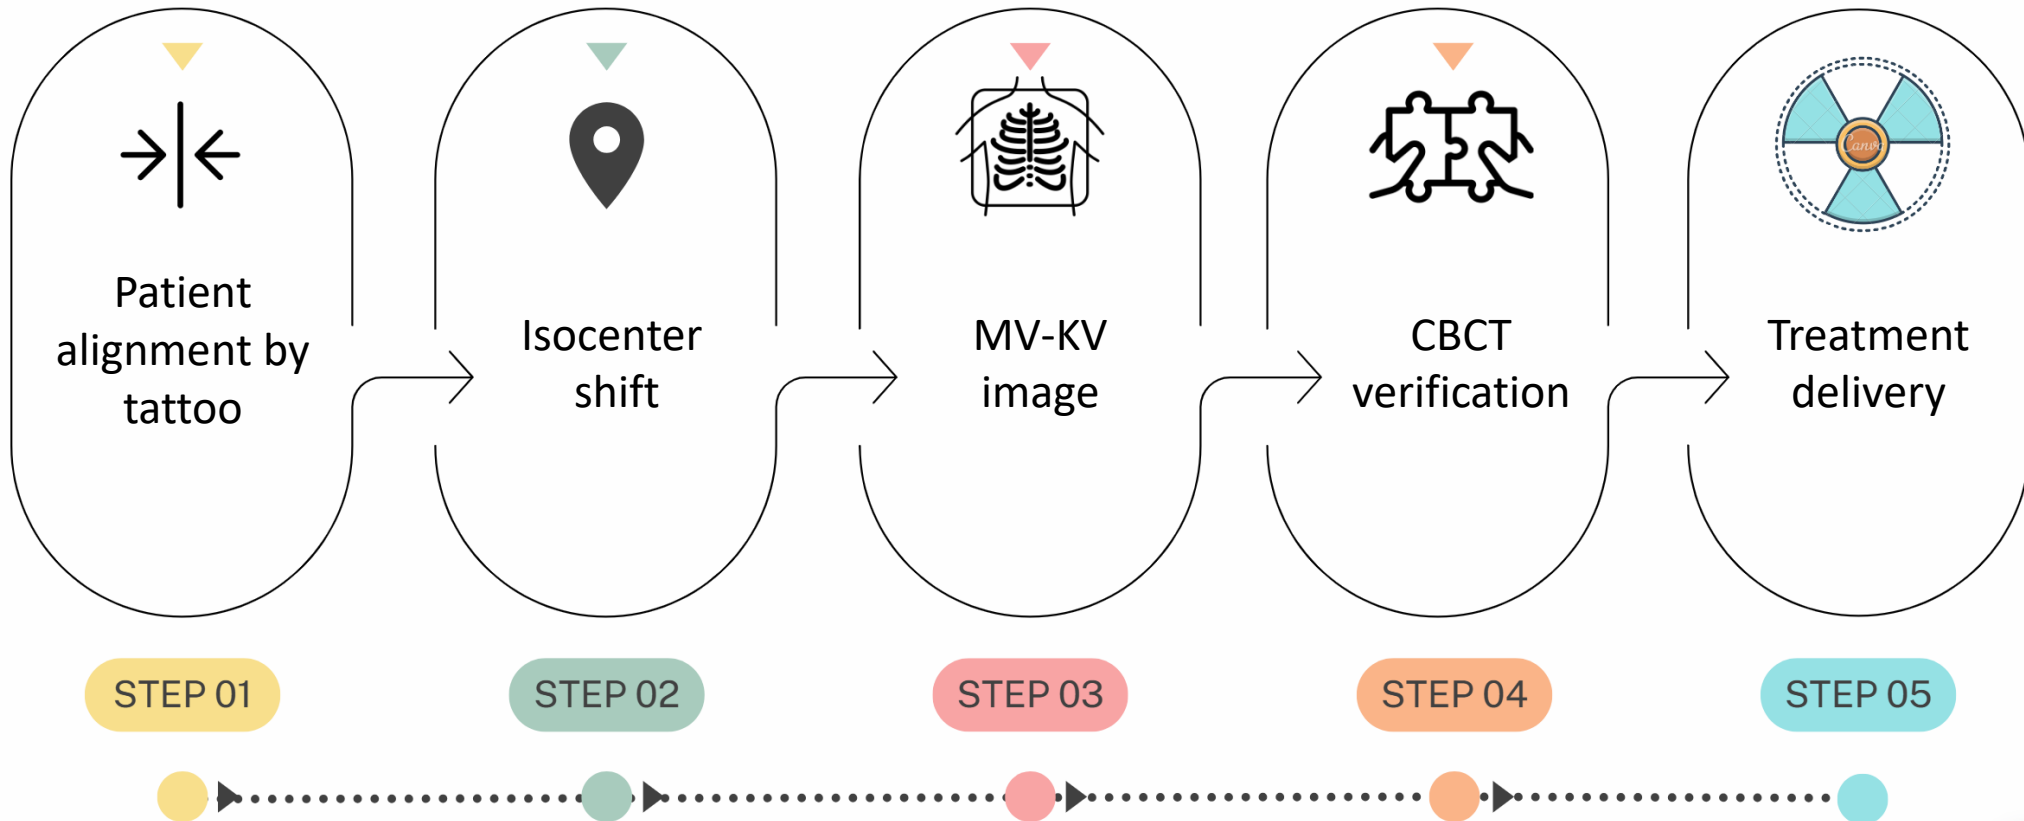 Canva
Patient
alignment by
tattoo
Isocenter
shift
MV-KV
image
CBCT
verification
Treatment
delivery
STEP 01
STEP 02
STEP 03
STEP 04
STEP 05